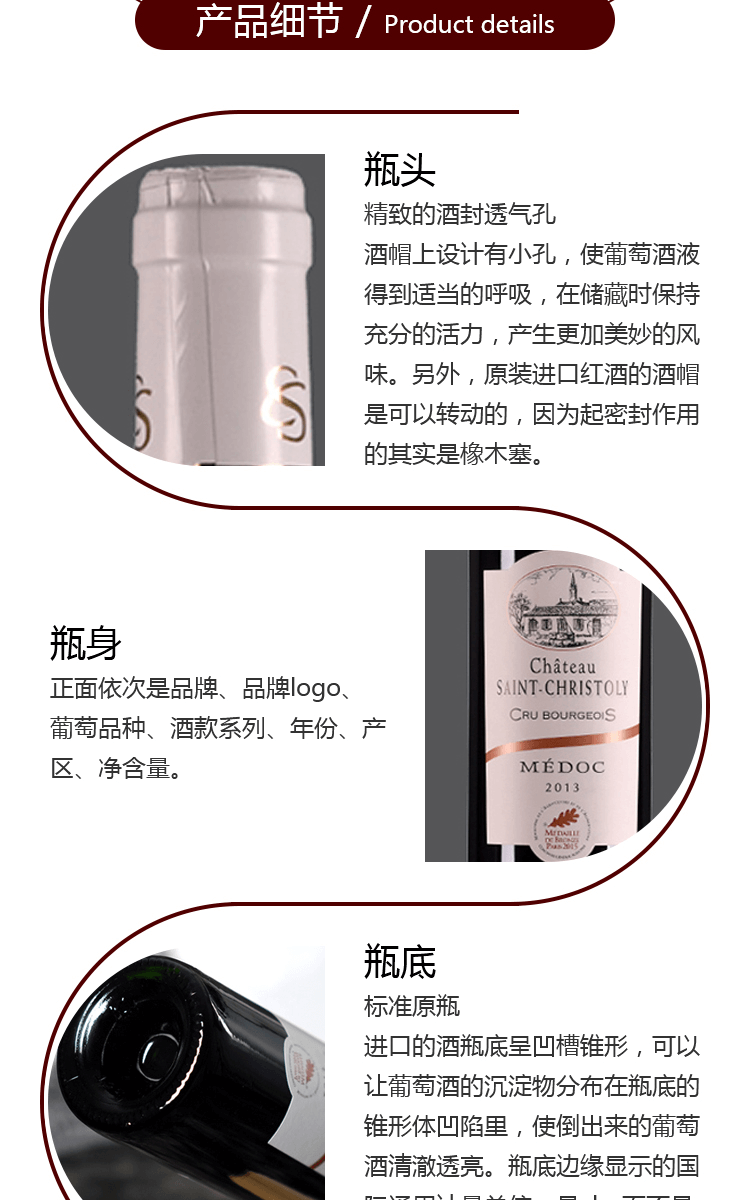 产品细节 / Product details
瓶头
精致的酒封透气孔
酒帽上设计有小孔，使葡萄酒液
得到适当的呼吸，在储藏时保持
充分的活力，产生更加美妙的风
味。另外，原装进口红酒的酒帽
是可以转动的，因为起密封作用
的其实是橡木塞。
S
S
瓶身
正面依次是品牌、品牌logo、
葡萄品种、酒款系列、年份、产
区、净含量。
Château
SAINT-CHRISTOLY
CRU BOURGEOIS
MÉDOC
2013
MEDAILLE
DE BRONZE
PARIS 2015
瓶底
标准原瓶
进口的酒瓶底呈凹槽锥形，可以
让葡萄酒的沉淀物分布在瓶底的
锥形体凹陷里，使倒出来的葡萄
酒清澈透亮。瓶底边缘显示的国